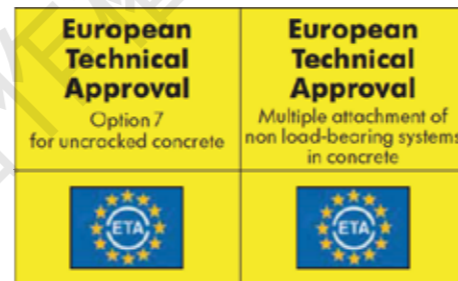 European
Technical
Approval
Option 7
for uncracked concrete
ETA
European
Technical
Approval
Multiple attachment of
non load-bearing systems
in concrete
ETA